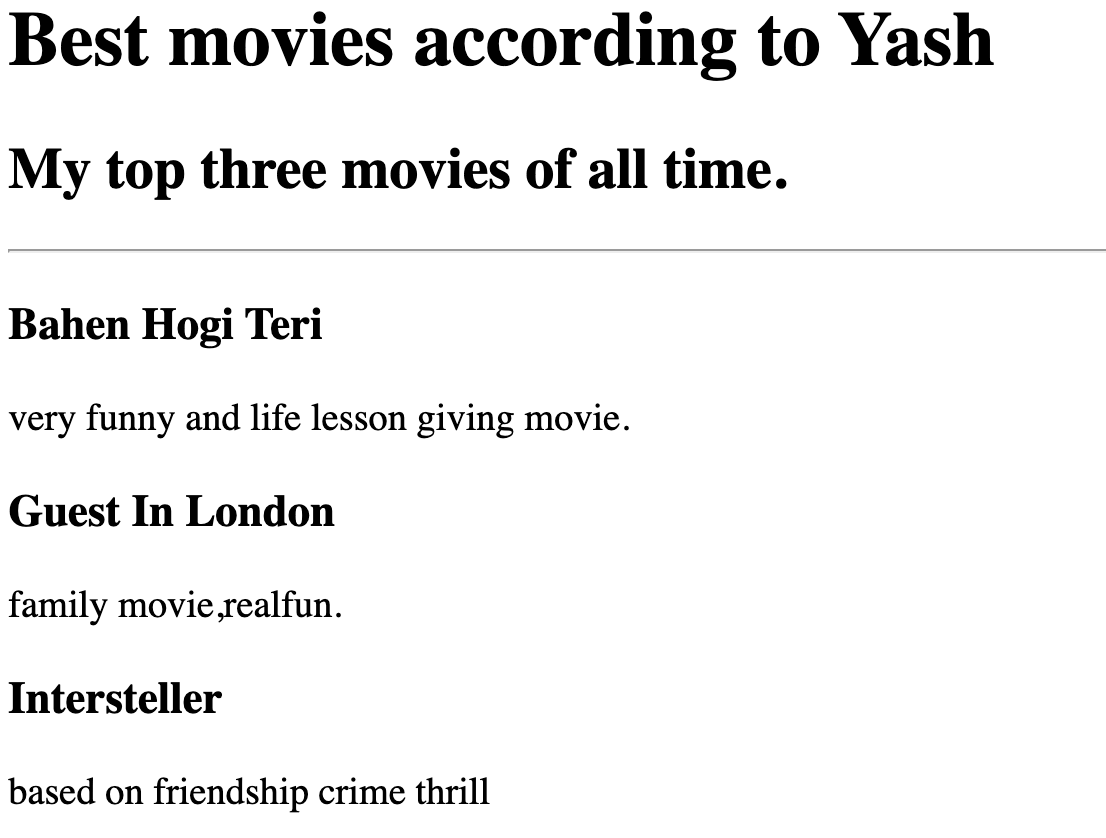 Best movies according to Yash
My top three movies of all time.
Bahen Hogi Teri
very funny and life lesson giving movie.
Guest In London
family movie,realfun.
Intersteller
based on friendship crime thrill